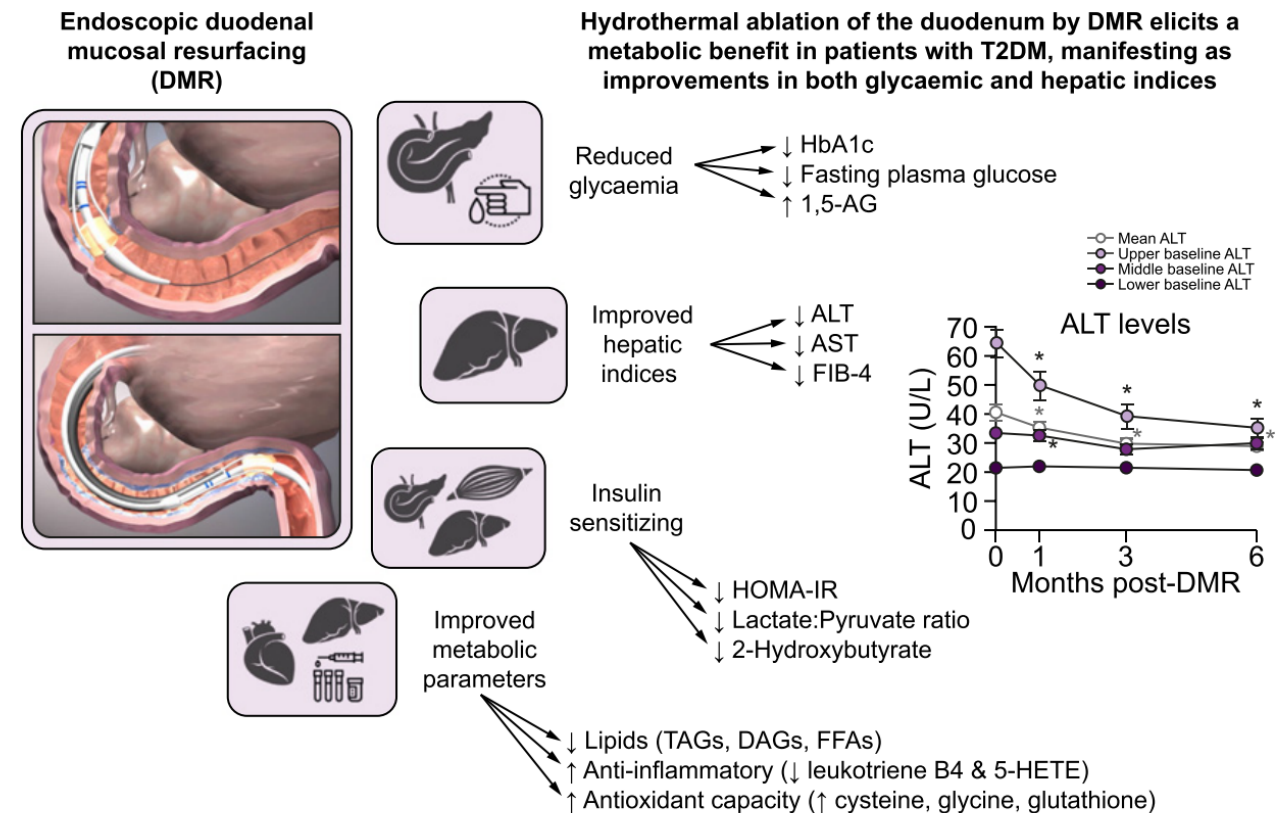 Endoscopic duodenal
mucosal resurfacing
(DMR)
Hydrothermal ablation of the duodenum by DMR elicits a
metabolic benefit in patients with T2DM, manifesting as
improvements in both glycaemic and hepatic indices
Reduced
glycaemia
↓ HbA1c
↓ Fasting plasma glucose
↑ 1,5-AG
Improved
hepatic
indices
↓ ALT
↓ AST
↓ FIB-4
Mean ALT
Upper baseline ALT
Middle baseline ALT
Lower baseline ALT
ALT levels
ALT (U/L)
70
60
50
40
30
20
10
0
* * *
* * *
*
0 1 3 6
Months post-DMR
Insulin
sensitizing
↓ HOMA-IR
↓ Lactate:Pyruvate ratio
↓ 2-Hydroxybutyrate
Improved
metabolic
parameters
↓ Lipids (TAGs, DAGs, FFAs)
↑ Anti-inflammatory (↓ leukotriene B4 & 5-HETE)
↑ Antioxidant capacity (↑ cysteine, glycine, glutathione)